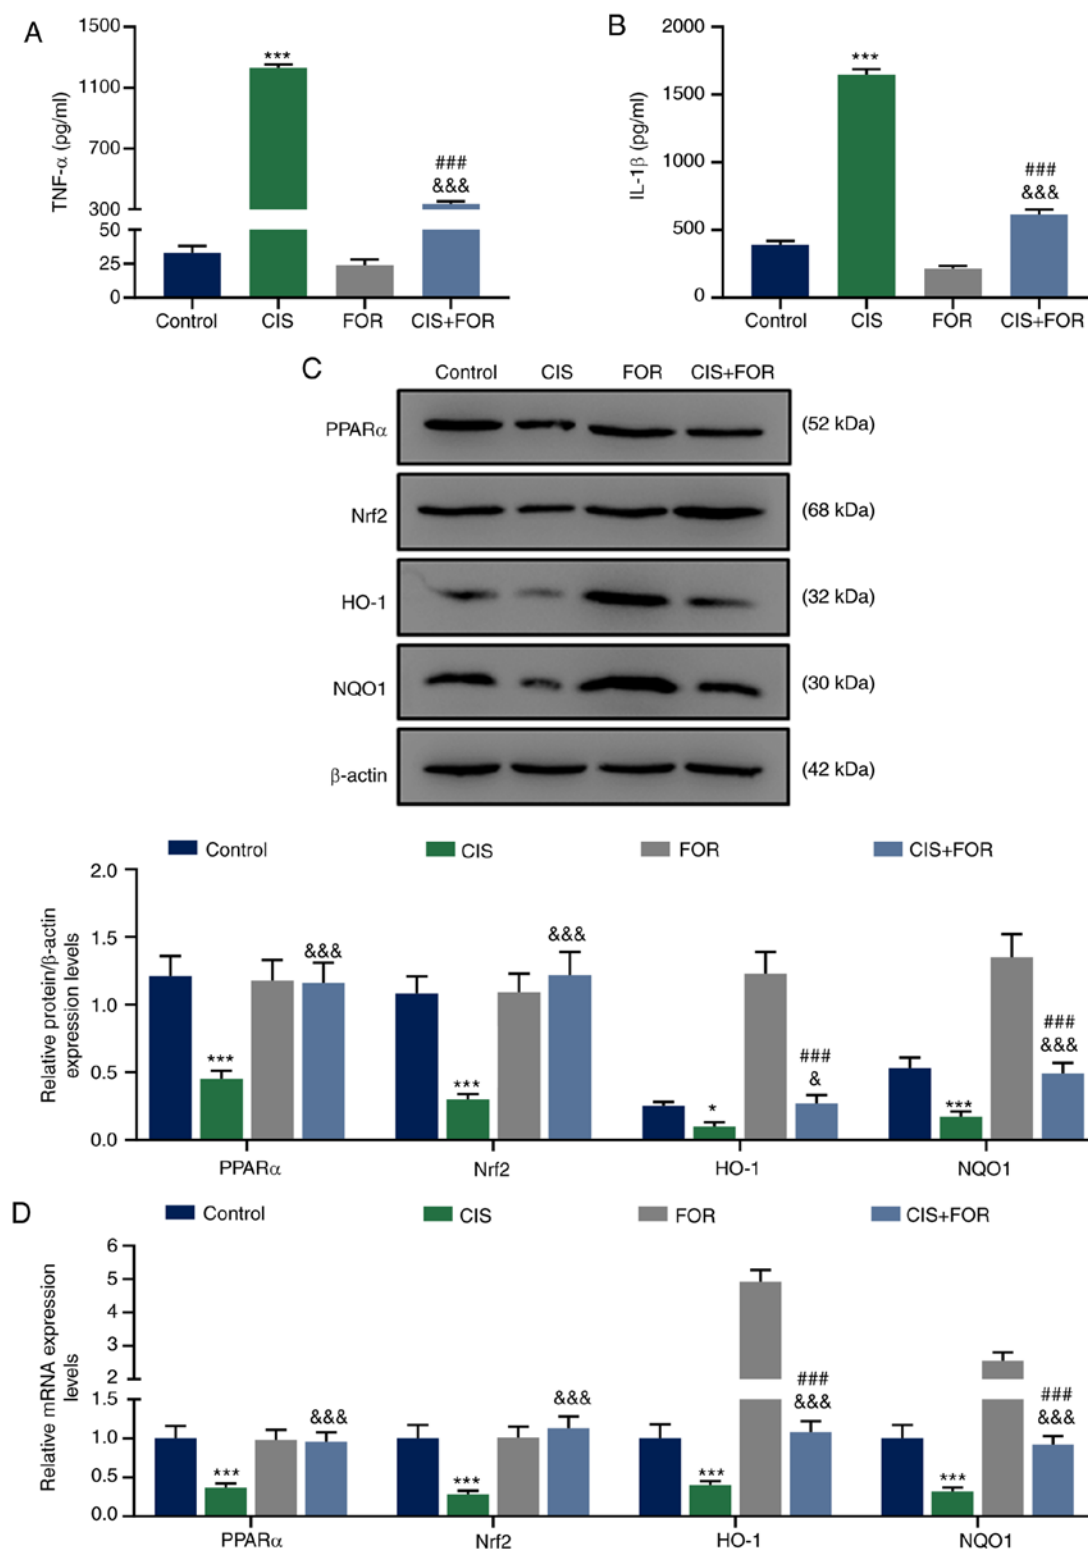 A
TNF-α (pg/ml)
1500
1100
700
300
50
25
0
***
###
&&&
Control CIS FOR CIS+FOR
B
IL-1β (pg/ml)
2000
1500
1000
500
0
***
###
&&&
Control CIS FOR CIS+FOR
C
Control CIS FOR CIS+FOR
PPARα (52 kDa)
Nrf2 (68 kDa)
HO-1 (32 kDa)
NQO1 (30 kDa)
β-actin (42 kDa)
Control CIS FOR CIS+FOR
Relative protein/β-actin
expression levels
2.0
1.5
1.0
0.5
0.0
*** &&&
*** &&&
* ###
&
*** ###
&&&
PPARα Nrf2 HO-1 NQO1
D
Control CIS FOR CIS+FOR
Relative mRNA expression
levels
6
5
4
3
2
1.5
1.0
0.5
0.0
*** &&&
*** &&&
*** ###
&&&
*** ###
&&&
PPARα Nrf2 HO-1 NQO1